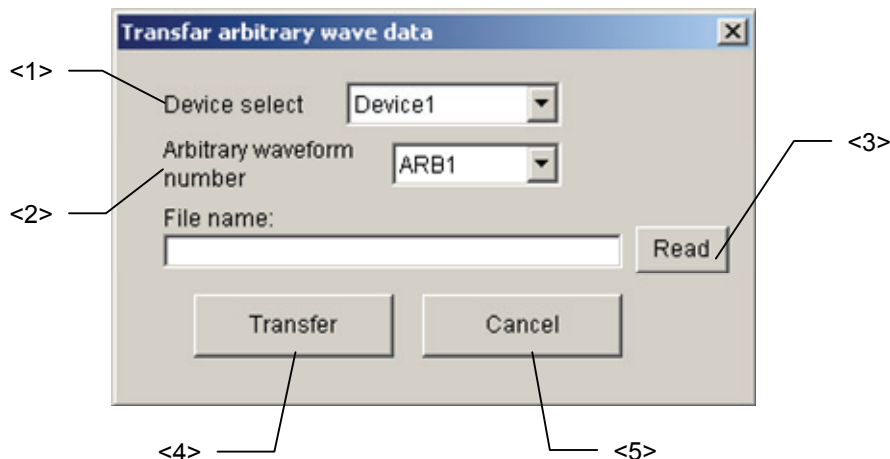 Transfar arbitrary wave data
<1>
Device select
Device1
Arbitrary waveform
number
ARB1
<3>
<2>
File name:
Read
Transfer
Cancel
<4>
<5>